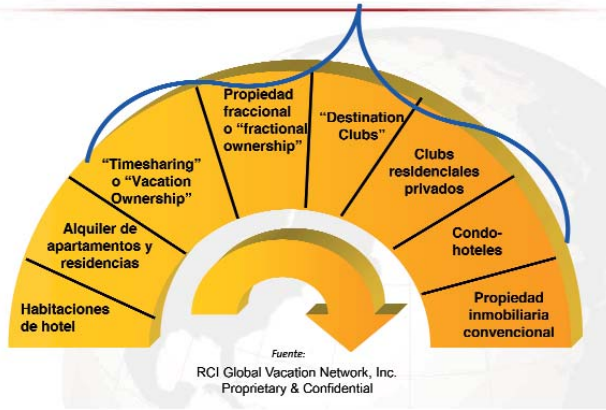 Habitaciones
de hotel
Alquiler de
apartamentos y
residencias
“Timesharing”
o “Vacation
Ownership”
Propiedad
fraccional
o “fractional
ownership”
“Destination
Clubs”
Clubs
residenciales
privados
Condo-
hoteles
Propiedad
inmobiliaria
convencional
Fuente:
RCI Global Vacation Network, Inc.
Proprietary & Confidential